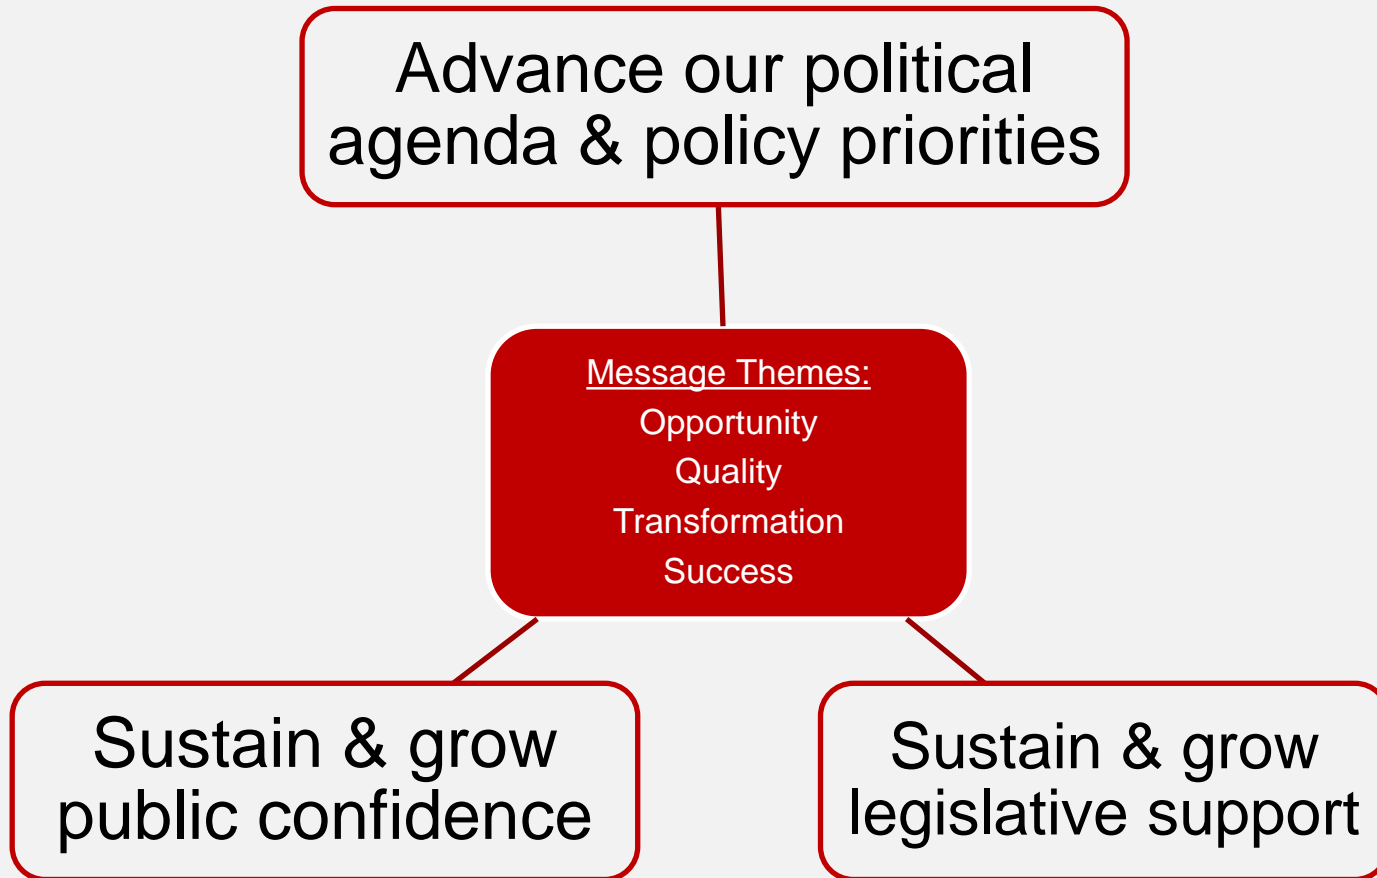 Advance our political
agenda & policy priorities
Message Themes:
Opportunity
Quality
Transformation
Success
Sustain & grow
public confidence
Sustain & grow
legislative support